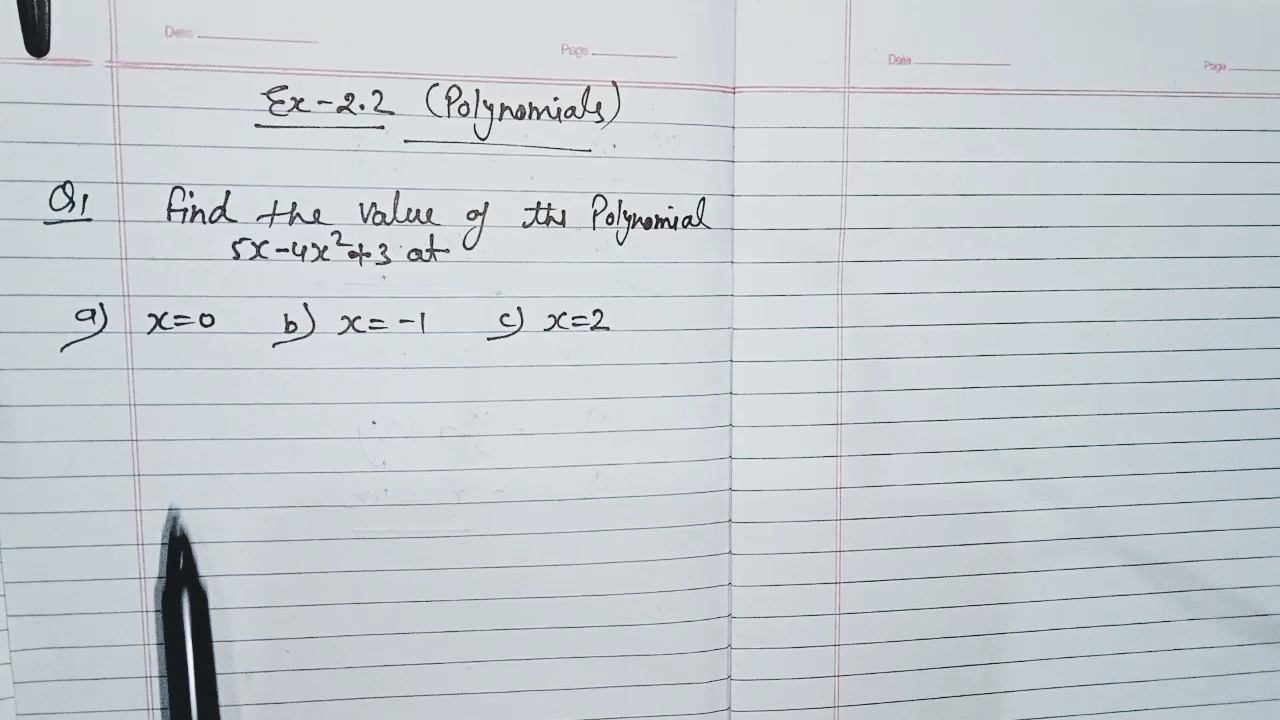 Date
Page
Date
Page
Ex-2.2 (Polynomials)
Q1 find the value of the Polynomial
5x-4x²+3 at
a) x=0 b) x=-1 c) x=2